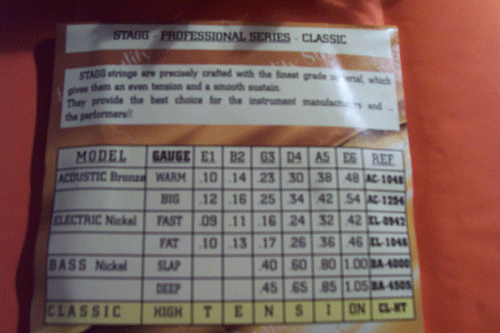 STAGG - PROFESSIONAL SERIES - CLASSIC
STAGG strings are precisely crafted with the finest grade material, which
gives them an even tension and a smooth sustain.
They provide the best choice for the instrument manufacturers and
the performers!!
MODEL GAUGE E1 B2 G3 D4 A5 E6 REF.
ACOUSTIC Bronze WARM .10 .14 .23 .30 .38 .48 AC-1048
BIG .12 .16 .25 .34 .42 .54 AC-1254
ELECTRIC Nickel FAST .09 .11 .16 .24 .32 .42 EL-0942
FAT .10 .13 .17 .26 .36 .46 EL-1046
BASS Nickel SLAP .40 .60 .80 1.00 BA-4000
DEEP .45 .65 .85 1.05 BA-4505
CLASSIC HIGH T E N S I ON CL-HT